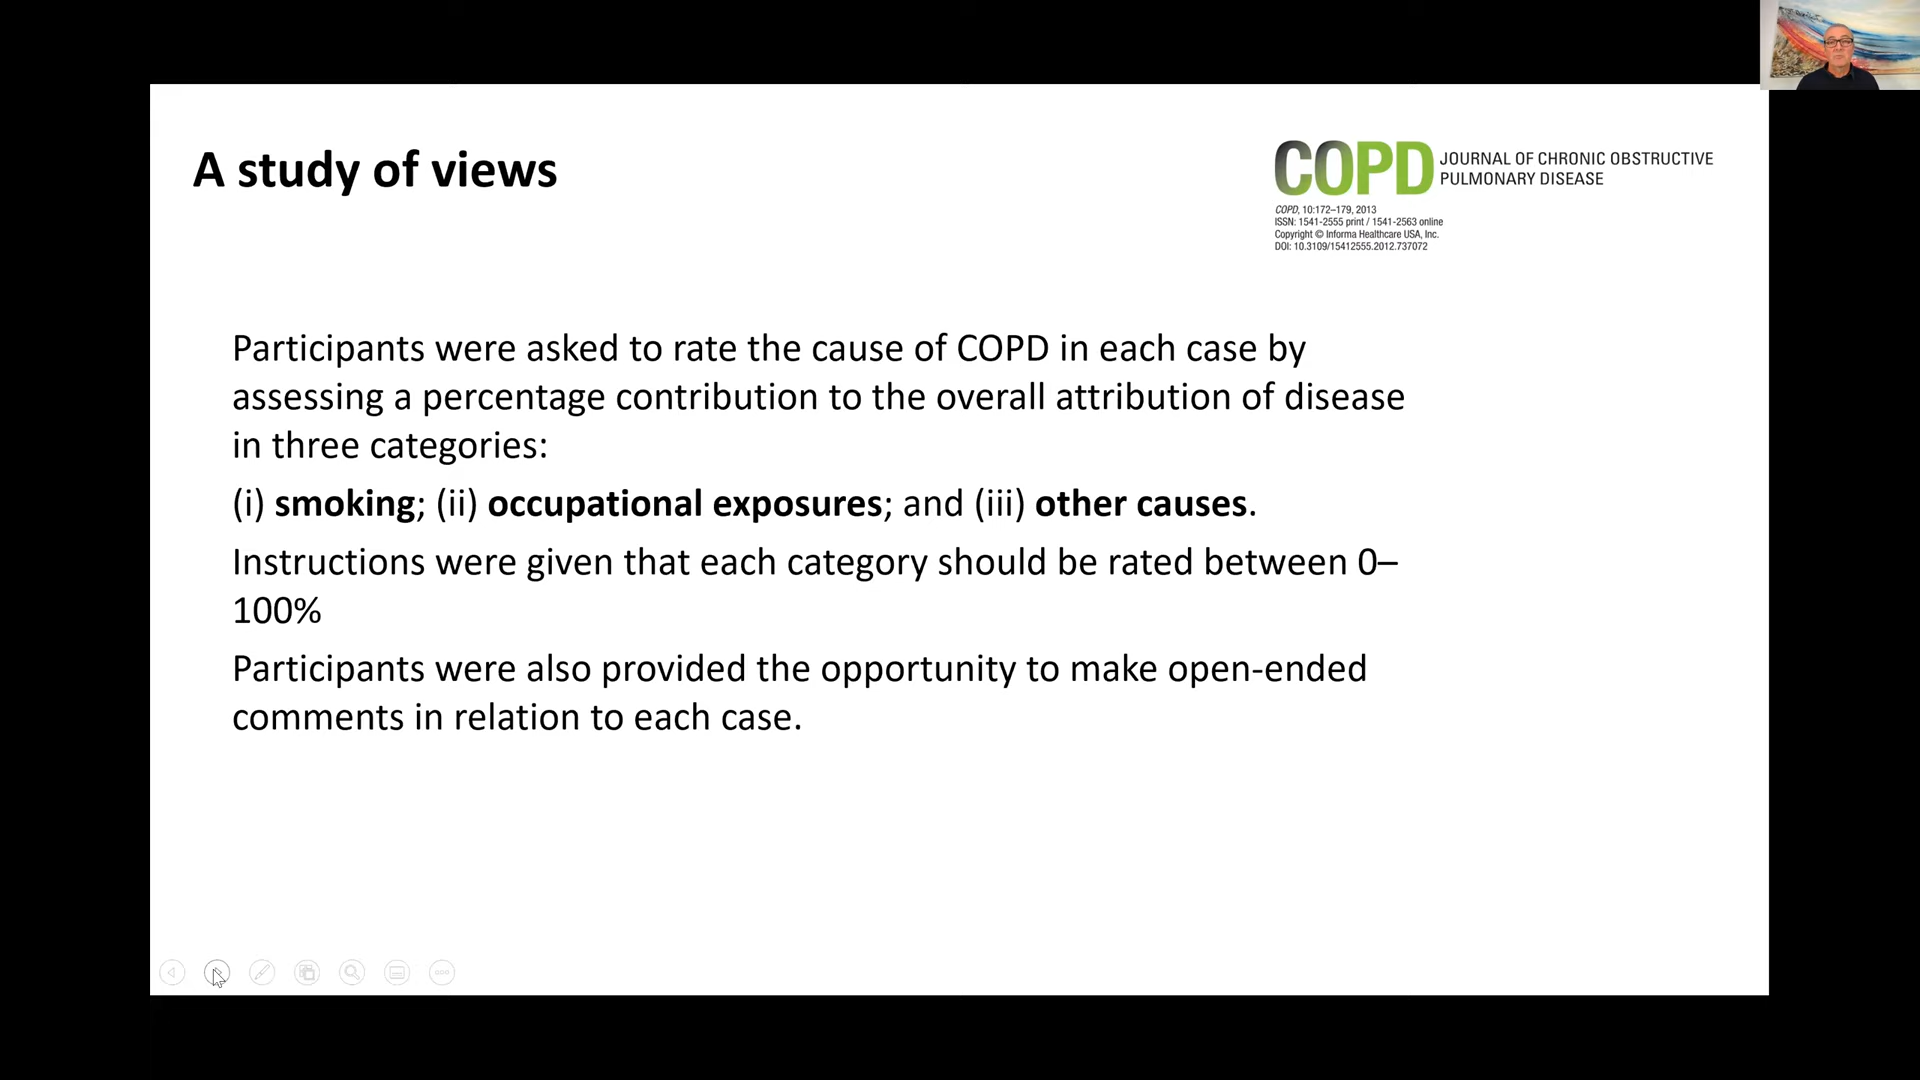 A study of views
COPD JOURNAL OF CHRONIC OBSTRUCTIVE
PULMONARY DISEASE
COPD, 10:172–179, 2013
ISSN: 1541-2555 print / 1541-2563 online
Copyright © Informa Healthcare USA, Inc.
DOI: 10.3109/15412555.2012.737072
Participants were asked to rate the cause of COPD in each case by
assessing a percentage contribution to the overall attribution of disease
in three categories:
(i) smoking; (ii) occupational exposures; and (iii) other causes.
Instructions were given that each category should be rated between 0–
100%
Participants were also provided the opportunity to make open-ended
comments in relation to each case.